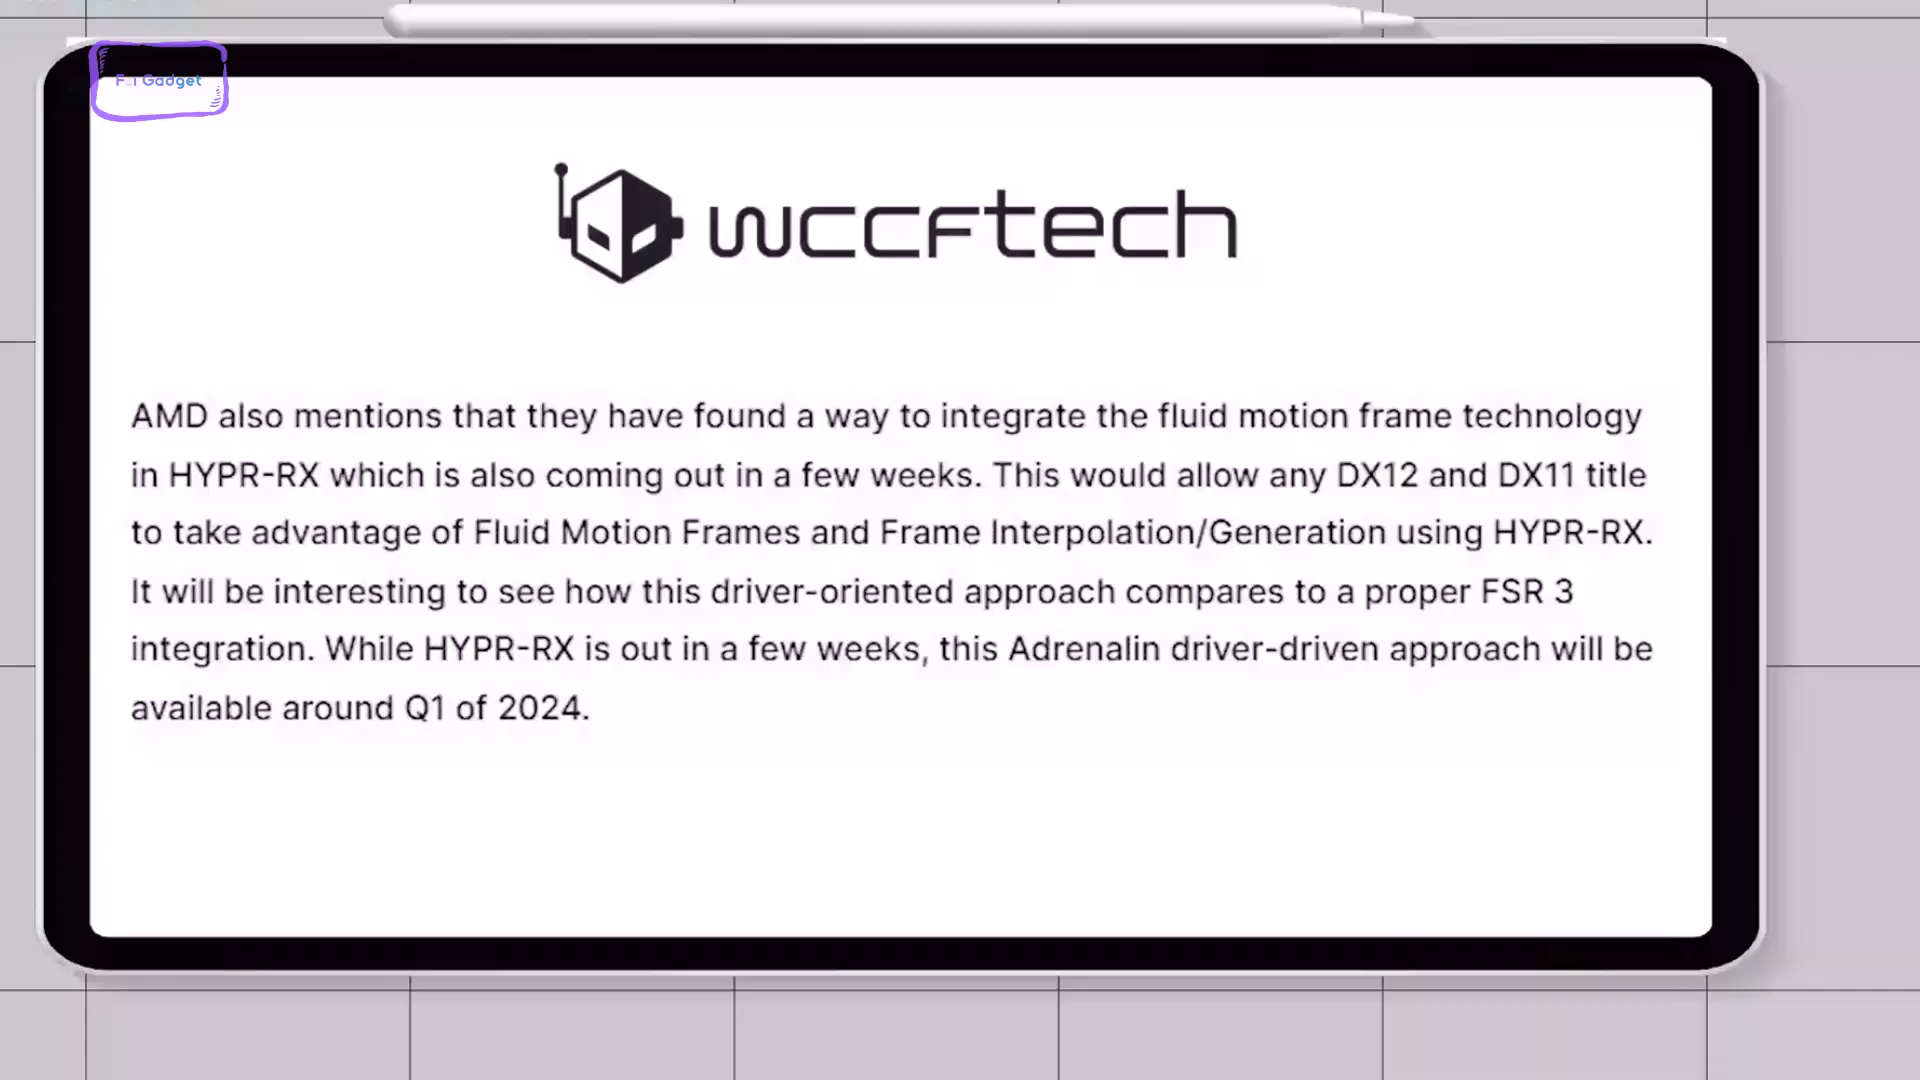 Gadget
wccftech
AMD also mentions that they have found a way to integrate the fluid motion frame technology
in HYPR-RX which is also coming out in a few weeks. This would allow any DX12 and DX11 title
to take advantage of Fluid Motion Frames and Frame Interpolation/Generation using HYPR-RX.
It will be interesting to see how this driver-oriented approach compares to a proper FSR 3
integration. While HYPR-RX is out in a few weeks, this Adrenalin driver-driven approach will be
available around Q1 of 2024.